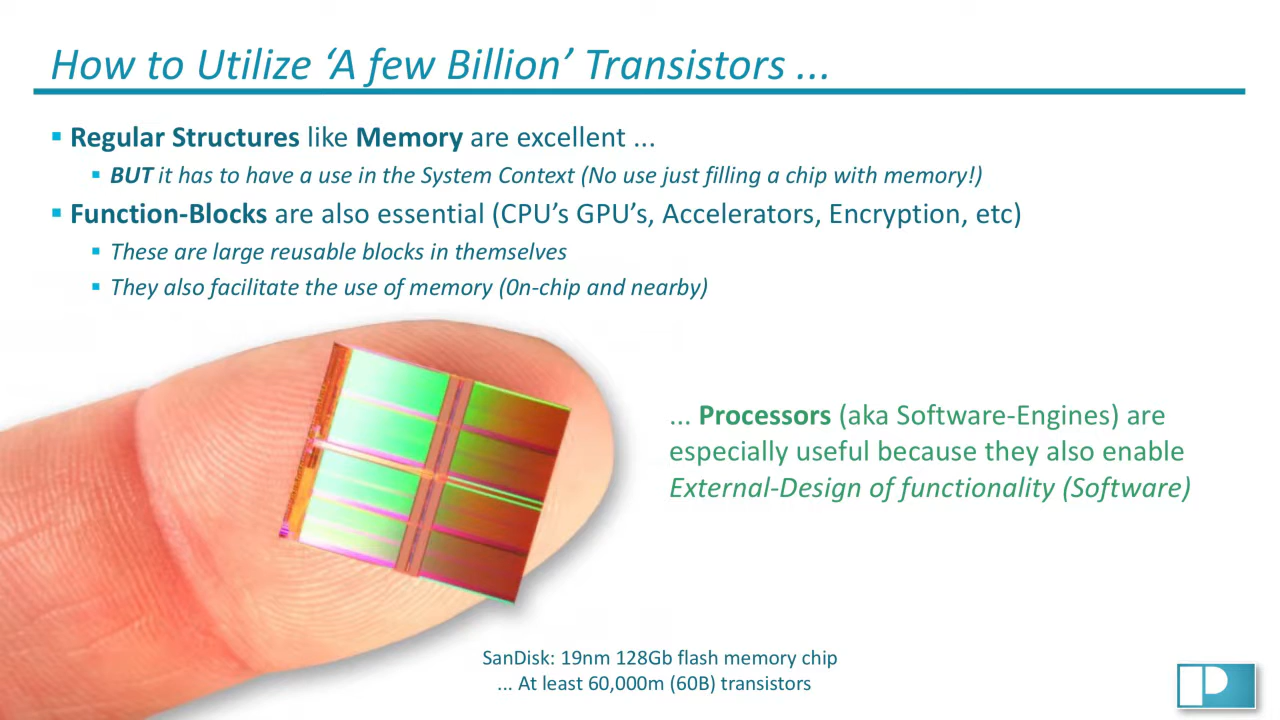 How to Utilize ‘A few Billion’ Transistors ...
Regular Structures like Memory are excellent ...
BUT it has to have a use in the System Context (No use just filling a chip with memory!)
Function-Blocks are also essential (CPU’s GPU’s, Accelerators, Encryption, etc)
These are large reusable blocks in themselves
They also facilitate the use of memory (0n-chip and nearby)
... Processors (aka Software-Engines) are
especially useful because they also enable
External-Design of functionality (Software)
SanDisk: 19nm 128Gb flash memory chip
... At least 60,000m (60B) transistors
P